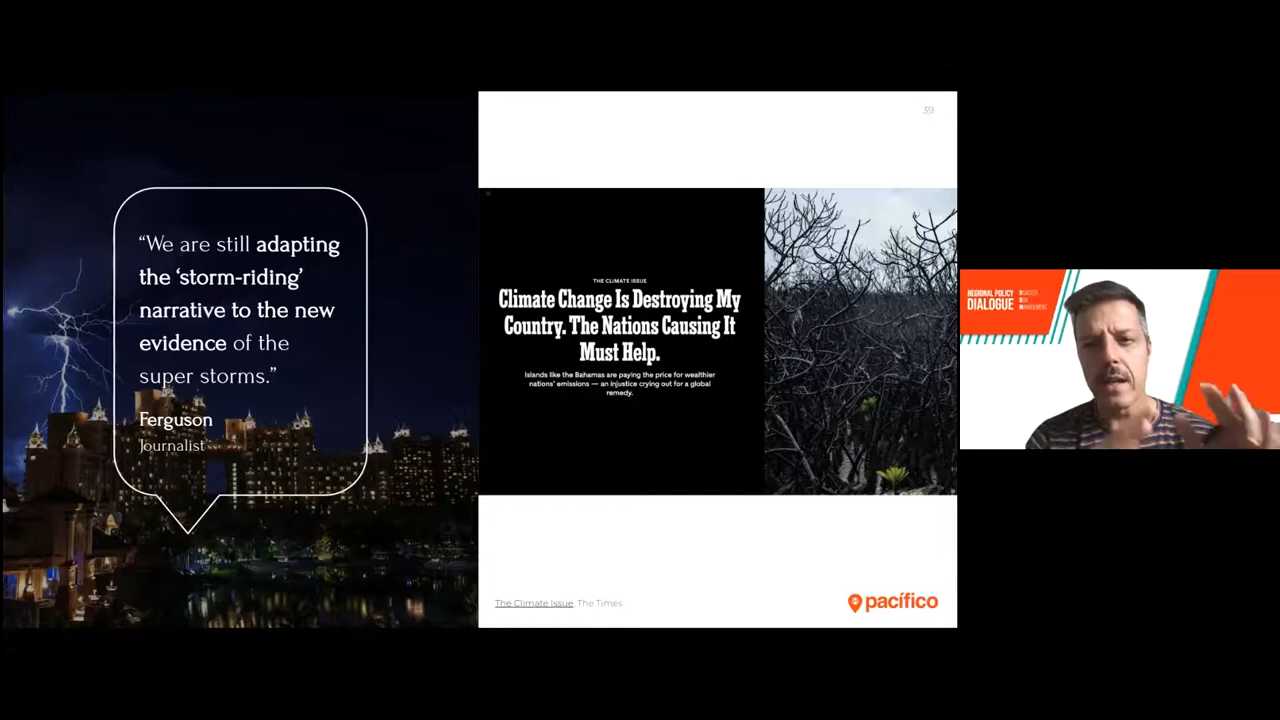 “We are still adapting
the ‘storm-riding’
narrative to the new
evidence of the
super storms.”
Ferguson
Journalist
39
THE CLIMATE ISSUE
Climate Change Is Destroying My
Country. The Nations Causing It
Must Help.
Islands like the Bahamas are paying the price for wealthier
nations’ emissions — an injustice crying out for a global
remedy.
The Climate Issue, The Times
pacífico
REGIONAL POLICY
DIALOGUE
DISASTER
RISK
MANAGEMENT